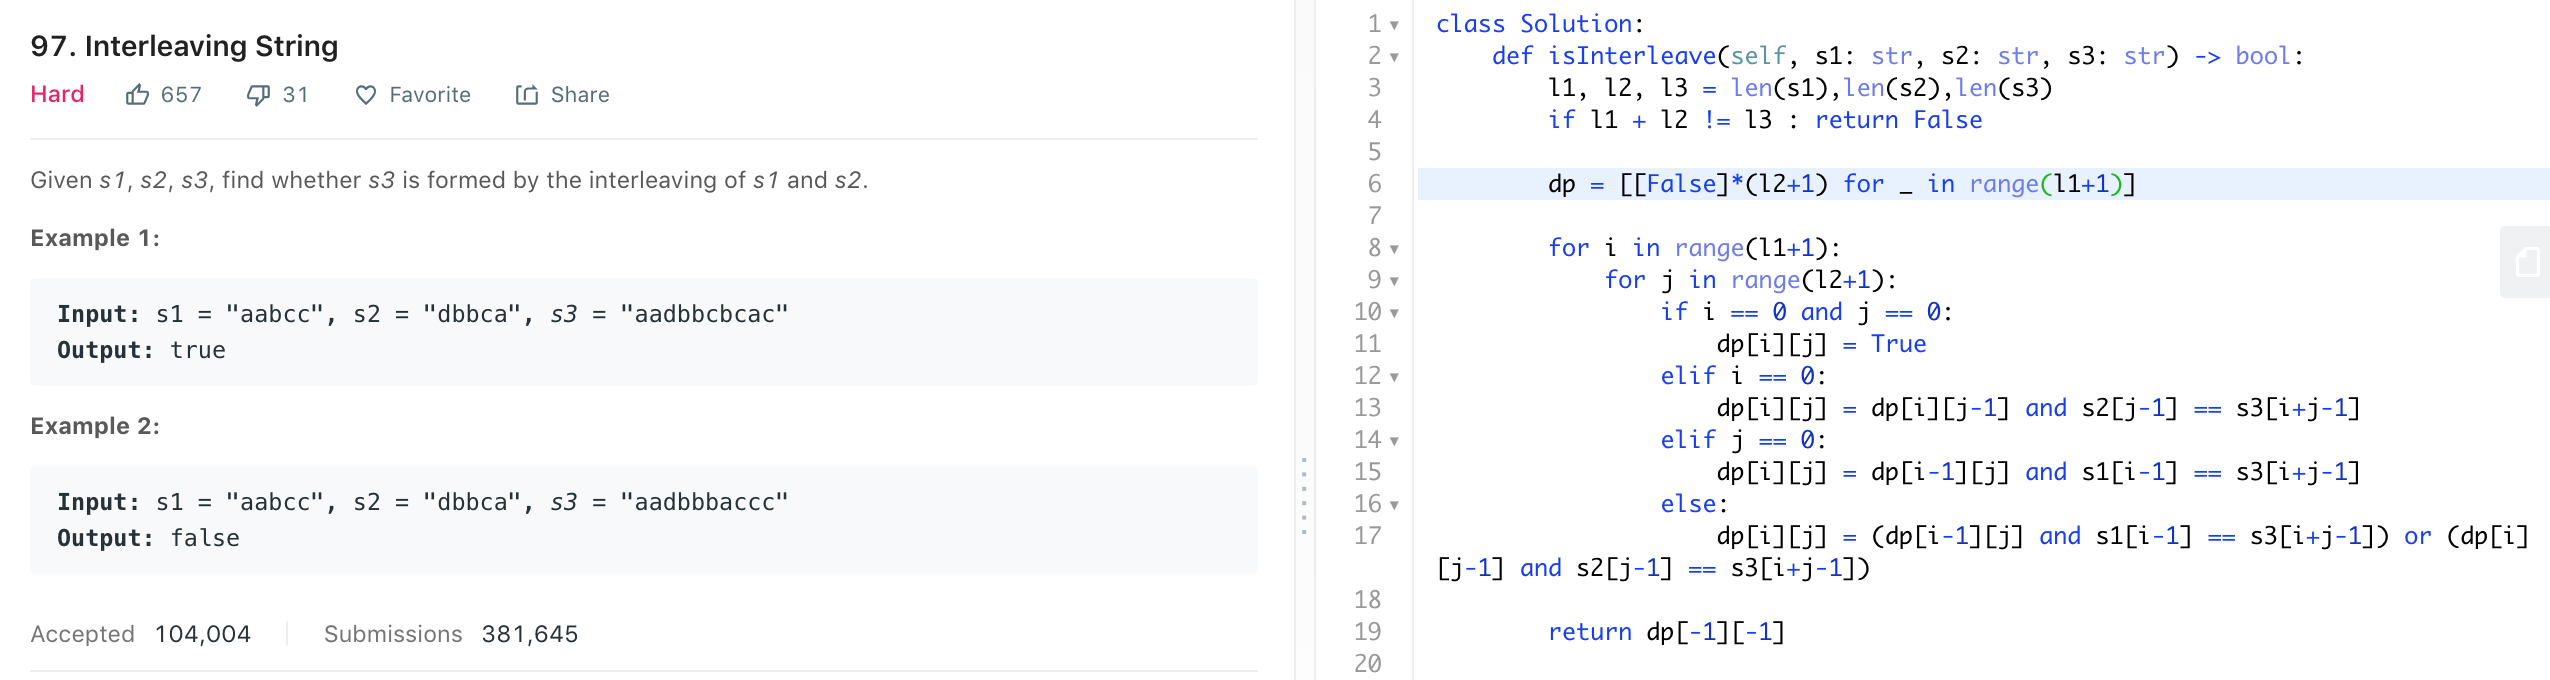 97. Interleaving String
Hard 657 31 Favorite Share
Given s1, s2, s3, find whether s3 is formed by the interleaving of s1 and s2.
Example 1:
Input: s1 = "aabcc", s2 = "dbbca", s3 = "aadbbcbcac"
Output: true
Example 2:
Input: s1 = "aabcc", s2 = "dbbca", s3 = "aadbbbaccc"
Output: false
Accepted 104,004 Submissions 381,645
1 class Solution:
2 def isInterleave(self, s1: str, s2: str, s3: str) -> bool:
3 l1, l2, l3 = len(s1),len(s2),len(s3)
4 if l1 + l2 != l3 : return False
5
6 dp = [[False]*(l2+1) for _ in range(l1+1)]
7
8 for i in range(l1+1):
9 for j in range(l2+1):
10 if i == 0 and j == 0:
11 dp[i][j] = True
12 elif i == 0:
13 dp[i][j] = dp[i][j-1] and s2[j-1] == s3[i+j-1]
14 elif j == 0:
15 dp[i][j] = dp[i-1][j] and s1[i-1] == s3[i+j-1]
16 else:
17 dp[i][j] = (dp[i-1][j] and s1[i-1] == s3[i+j-1]) or (dp[i]
[j-1] and s2[j-1] == s3[i+j-1])
18
19 return dp[-1][-1]
20